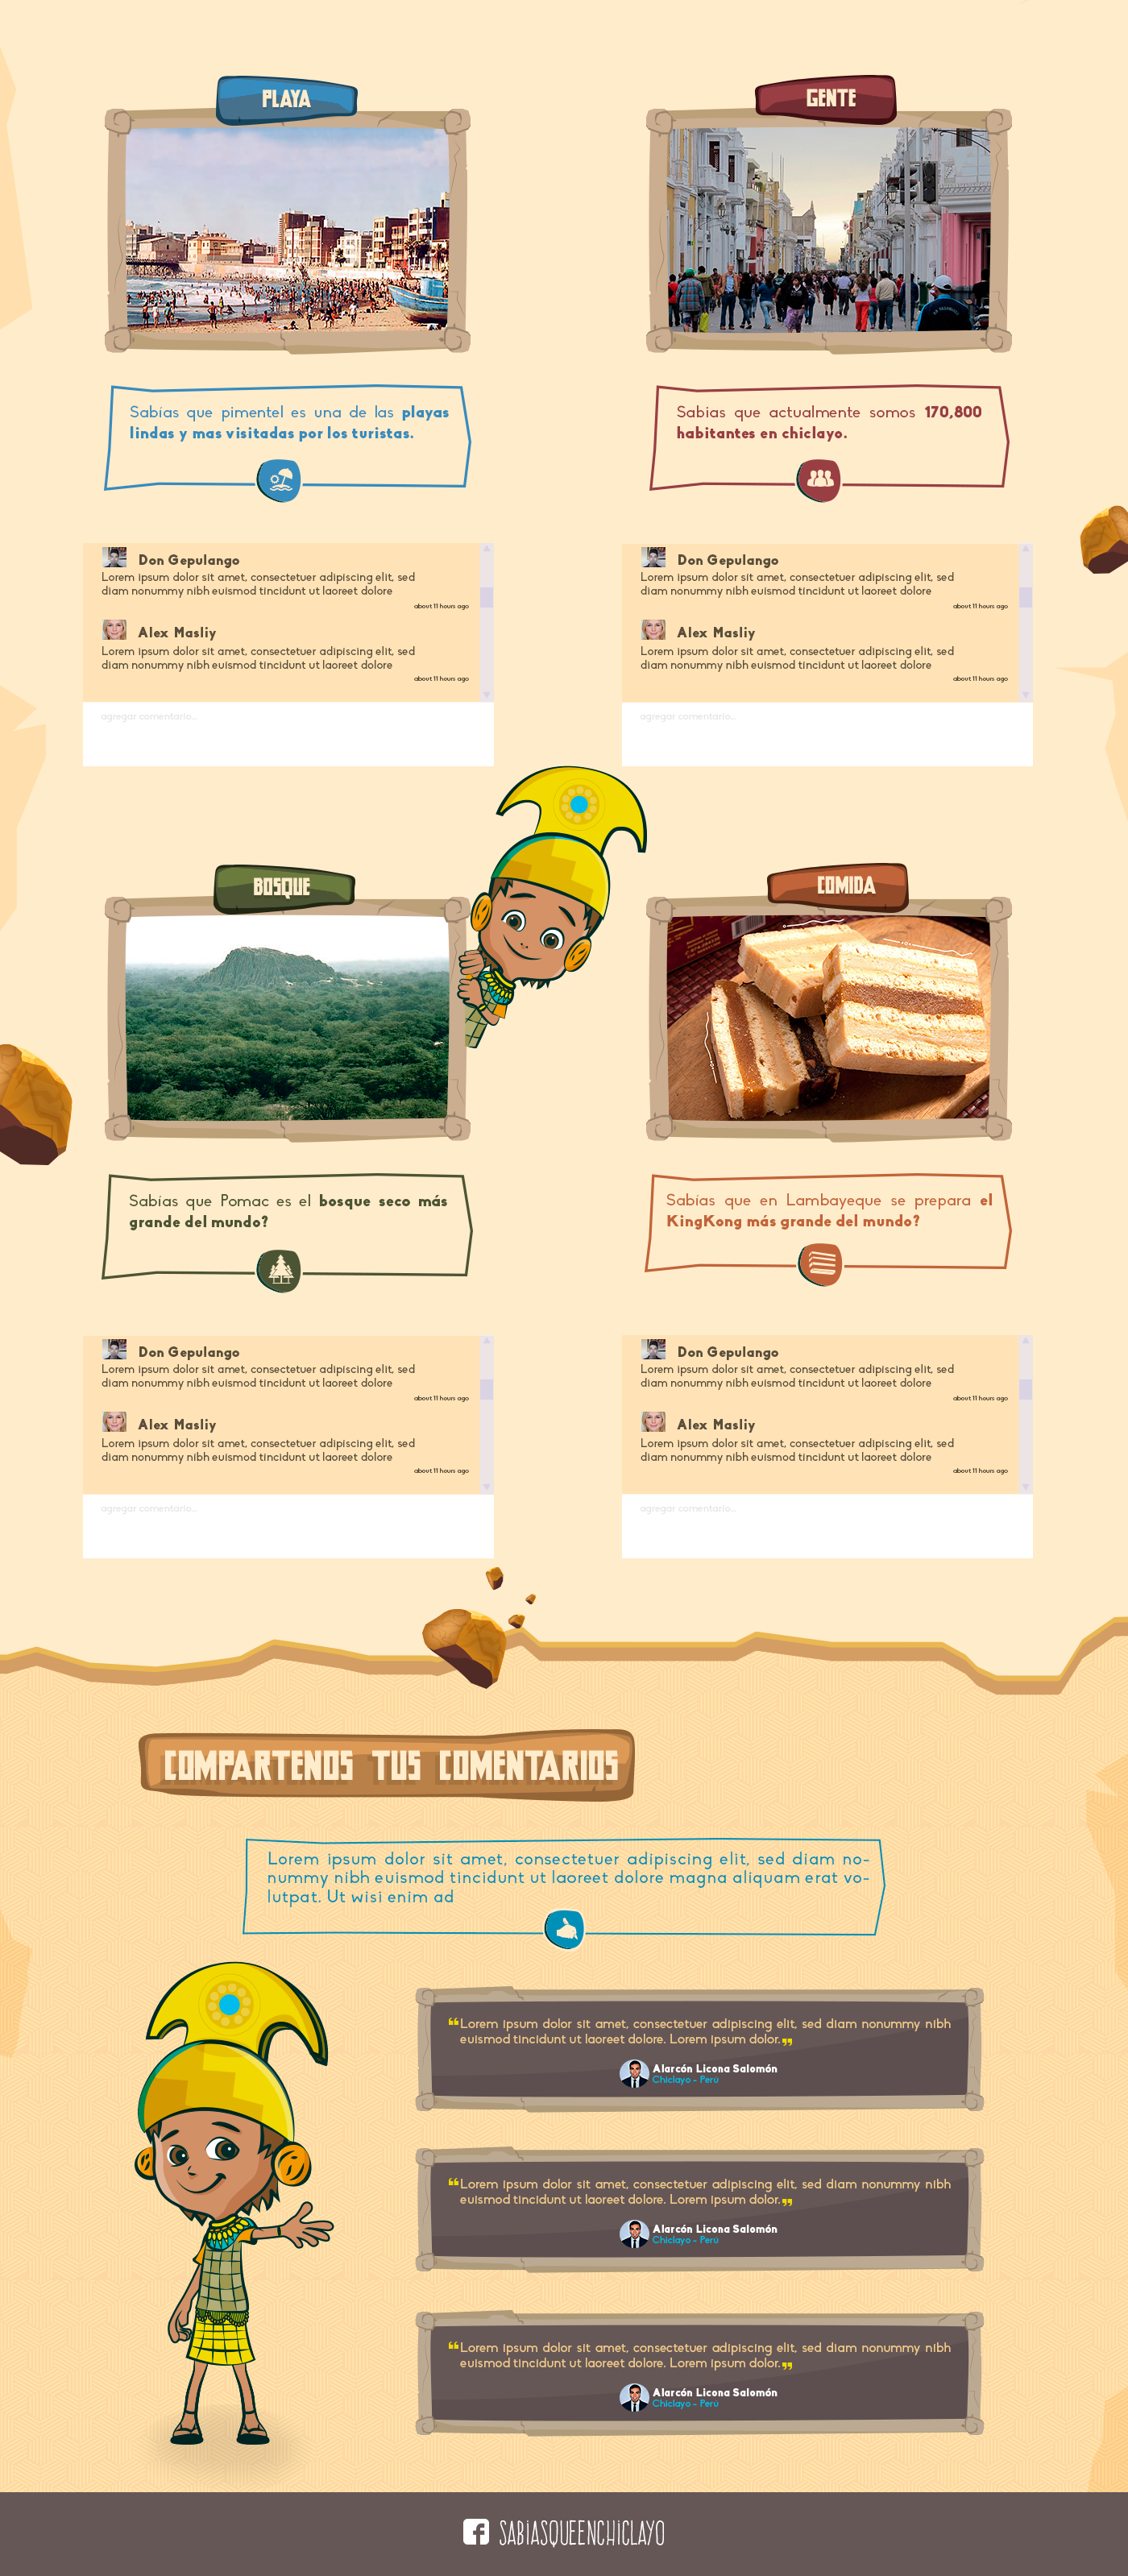 PLAYA
Sabías que pimentel es una de las playas
lindas y mas visitadas por los turistas.
Don Gepulango
Lorem ipsum dolor sit amet, consectetuer adipiscing elit, sed
diam nonummy nibh euismod tincidunt ut laoreet dolore
about 11 hours ago
Alex Masliy
Lorem ipsum dolor sit amet, consectetuer adipiscing elit, sed
diam nonummy nibh euismod tincidunt ut laoreet dolore
about 11 hours ago
agregar comentario...
GENTE
Sabias que actualmente somos 170,800
habitantes en chiclayo.
Don Gepulango
Lorem ipsum dolor sit amet, consectetuer adipiscing elit, sed
diam nonummy nibh euismod tincidunt ut laoreet dolore
about 11 hours ago
Alex Masliy
Lorem ipsum dolor sit amet, consectetuer adipiscing elit, sed
diam nonummy nibh euismod tincidunt ut laoreet dolore
about 11 hours ago
agregar comentario...
BOSQUE
Sabías que Pomac es el bosque seco más
grande del mundo?
Don Gepulango
Lorem ipsum dolor sit amet, consectetuer adipiscing elit, sed
diam nonummy nibh euismod tincidunt ut laoreet dolore
about 11 hours ago
Alex Masliy
Lorem ipsum dolor sit amet, consectetuer adipiscing elit, sed
diam nonummy nibh euismod tincidunt ut laoreet dolore
about 11 hours ago
agregar comentario...
COMIDA
Sabías que en Lambayeque se prepara el
KingKong más grande del mundo?
Don Gepulango
Lorem ipsum dolor sit amet, consectetuer adipiscing elit, sed
diam nonummy nibh euismod tincidunt ut laoreet dolore
about 11 hours ago
Alex Masliy
Lorem ipsum dolor sit amet, consectetuer adipiscing elit, sed
diam nonummy nibh euismod tincidunt ut laoreet dolore
about 11 hours ago
agregar comentario...
COMPARTENOS TUS COMENTARIOS
Lorem ipsum dolor sit amet, consectetuer adipiscing elit, sed diam no-
nummy nibh euismod tincidunt ut laoreet dolore magna aliquam erat vo-
lutpat. Ut wisi enim ad
“Lorem ipsum dolor sit amet, consectetuer adipiscing elit, sed diam nonummy nibh
euismod tincidunt ut laoreet dolore. Lorem ipsum dolor.”
Alarcón Licona Salomón
Chiclayo - Perú
“Lorem ipsum dolor sit amet, consectetuer adipiscing elit, sed diam nonummy nibh
euismod tincidunt ut laoreet dolore. Lorem ipsum dolor.”
Alarcón Licona Salomón
Chiclayo - Perú
“Lorem ipsum dolor sit amet, consectetuer adipiscing elit, sed diam nonummy nibh
euismod tincidunt ut laoreet dolore. Lorem ipsum dolor.”
Alarcón Licona Salomón
Chiclayo - Perú
SABIASQUEENCHICLAYO